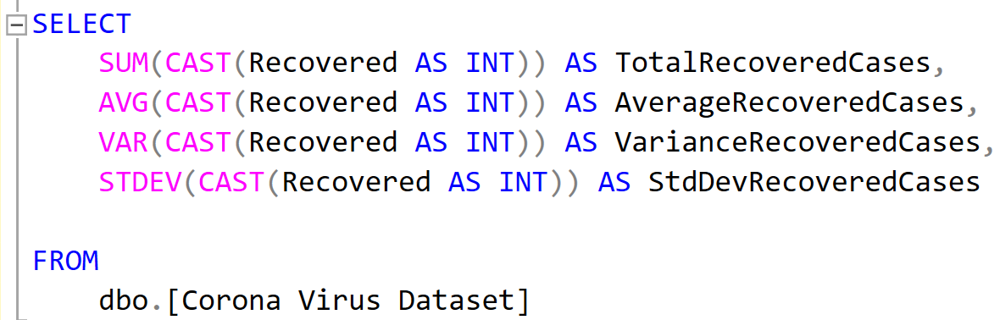 SELECT
SUM(CAST(Recovered AS INT)) AS TotalRecoveredCases,
AVG(CAST(Recovered AS INT)) AS AverageRecoveredCases,
VAR(CAST(Recovered AS INT)) AS VarianceRecoveredCases,
STDEV(CAST(Recovered AS INT)) AS StdDevRecoveredCases
FROM
dbo.[Corona Virus Dataset]